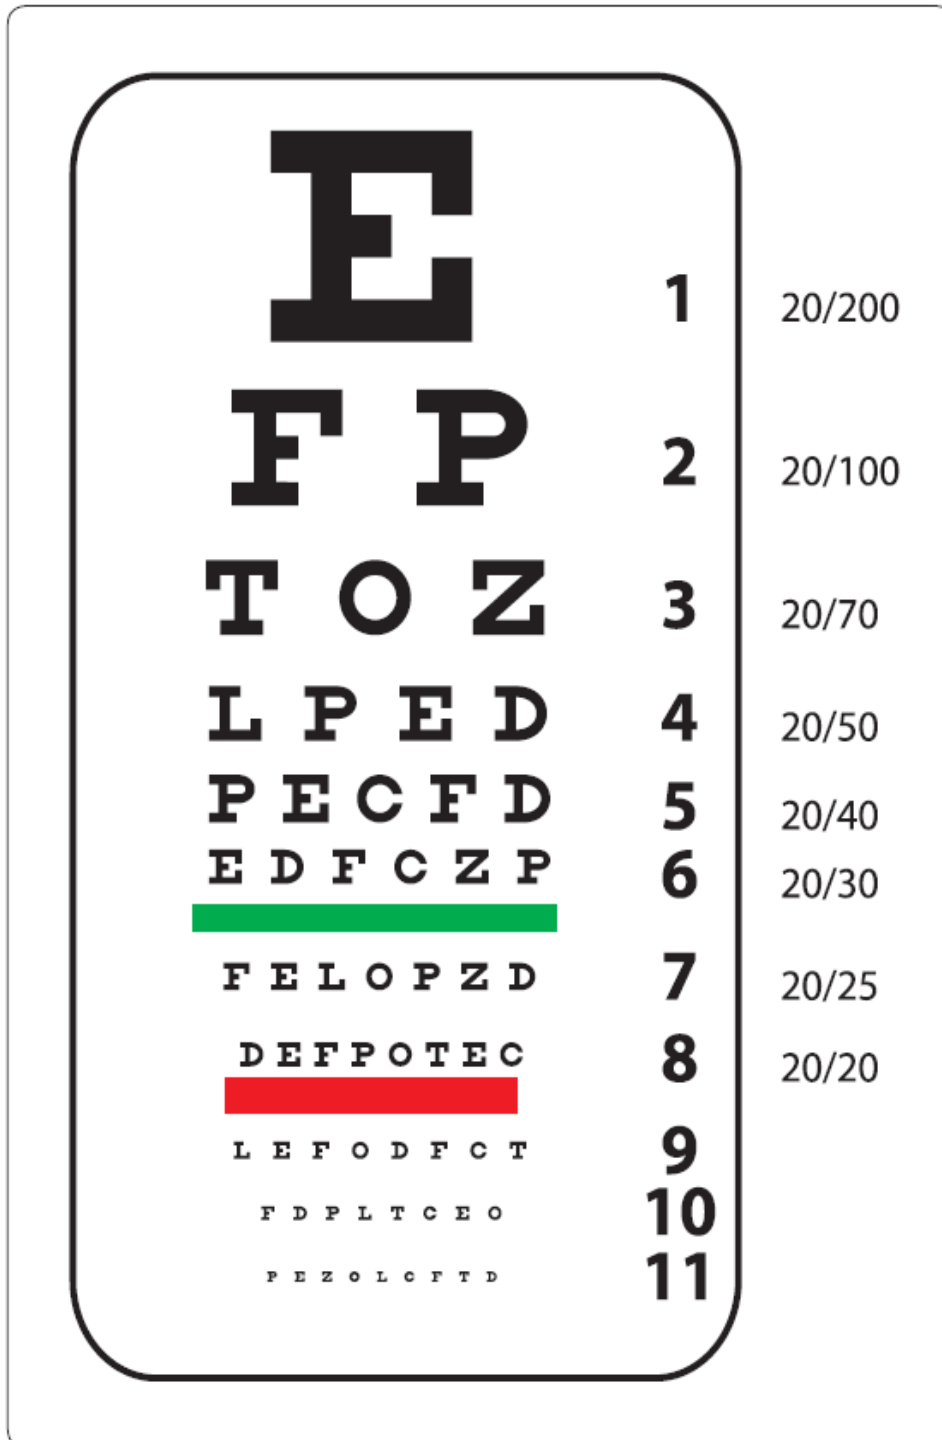 E 1 20/200
F P 2 20/100
T O Z 3 20/70
L P E D 4 20/50
P E C F D 5 20/40
E D F C Z P 6 20/30
F E L O P Z D 7 20/25
D E F P O T E C 8 20/20
L E F O D F C T 9
F D P L T C E O 10
P E Z O L C F T D 11